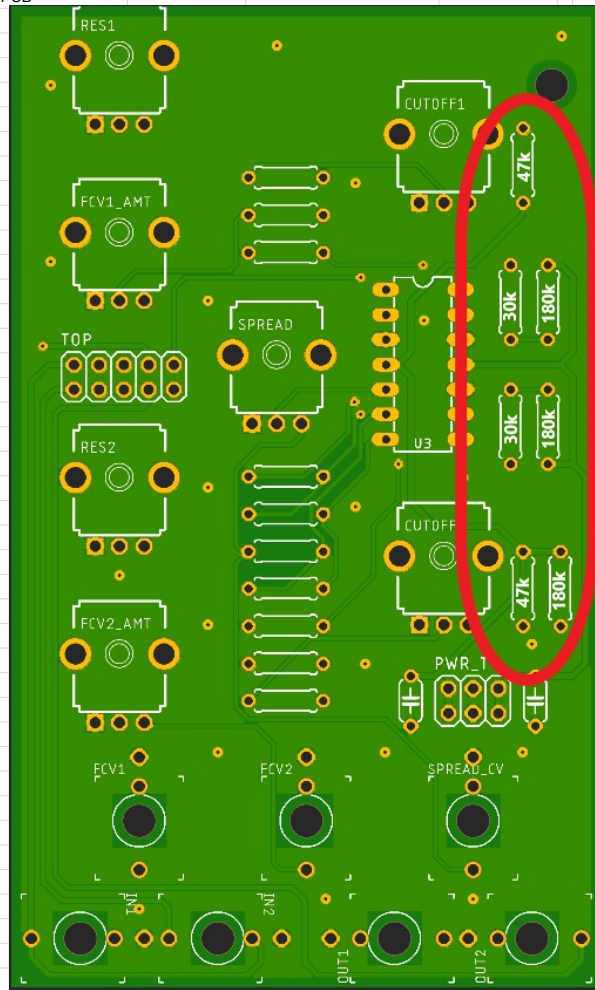 RES1
CUTOFF1
47k
FCV1_AMT
30k
180k
SPREAD
TOP
30k
180k
U3
RES2
CUTOFF
47k
180k
FCV2_AMT
PWR_T
FCV1
FCV2
SPREAD_CV
IN1
IN2
OUT1
OUT2